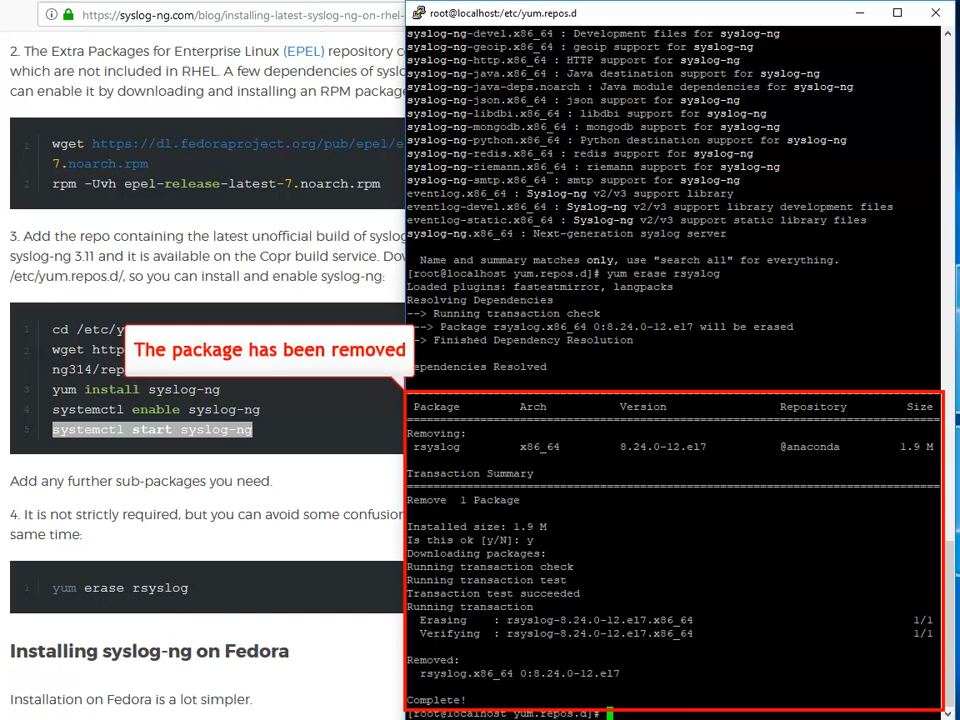 https://syslog-ng.com/blog/installing-latest-syslog-ng-on-rhel-
2. The Extra Packages for Enterprise Linux (EPEL) repository c
which are not included in RHEL. A few dependencies of sysl
can enable it by downloading and installing an RPM package
1 wget https://dl.fedoraproject.org/pub/epel/e
7.noarch.rpm
2 rpm -Uvh epel-release-latest-7.noarch.rpm
3. Add the repo containing the latest unofficial build of syslo
syslog-ng 3.11 and it is available on the Copr build service. Do
/etc/yum.repos.d/, so you can install and enable syslog-ng:
1 cd /etc/y
2 wget http
ng314/rep
3 yum install syslog-ng
4 systemctl enable syslog-ng
5 systemctl start syslog-ng
Add any further sub-packages you need.
4. It is not strictly required, but you can avoid some confusion
same time:
1 yum erase rsyslog
Installing syslog-ng on Fedora
Installation on Fedora is a lot simpler.
The package has been removed
root@localhost:/etc/yum.repos.d
syslog-ng-devel.x86_64 : Development files for syslog-ng
syslog-ng-geoip.x86_64 : geoip support for syslog-ng
syslog-ng-http.x86_64 : HTTP support for syslog-ng
syslog-ng-java.x86_64 : Java destination support for syslog-ng
syslog-ng-java-deps.noarch : Java module dependencies for syslog-ng
syslog-ng-json.x86_64 : json support for syslog-ng
syslog-ng-libdbi.x86_64 : libdbi support for syslog-ng
syslog-ng-mongodb.x86_64 : mongodb support for syslog-ng
syslog-ng-python.x86_64 : Python destination support for syslog-ng
syslog-ng-redis.x86_64 : redis support for syslog-ng
syslog-ng-riemann.x86_64 : riemann support for syslog-ng
syslog-ng-smtp.x86_64 : smtp support for syslog-ng
eventlog.x86_64 : Syslog-ng v2/v3 support library
eventlog-devel.x86_64 : Syslog-ng v2/v3 support library development files
eventlog-static.x86_64 : Syslog-ng v2/v3 support static library files
syslog-ng.x86_64 : Next-generation syslog server
Name and summary matches only, use "search all" for everything.
[root@localhost yum.repos.d]# yum erase rsyslog
Loaded plugins: fastestmirror, langpacks
Resolving Dependencies
--> Running transaction check
---> Package rsyslog.x86_64 0:8.24.0-12.el7 will be erased
--> Finished Dependency Resolution
ependencies Resolved
Package Arch Version Repository Size
Removing:
rsyslog x86_64 8.24.0-12.el7 @anaconda 1.9 M
Transaction Summary
Remove 1 Package
Installed size: 1.9 M
Is this ok [y/N]: y
Downloading packages:
Running transaction check
Running transaction test
Transaction test succeeded
Running transaction
Erasing : rsyslog-8.24.0-12.el7.x86_64 1/1
Verifying : rsyslog-8.24.0-12.el7.x86_64 1/1
Removed:
rsyslog.x86_64 0:8.24.0-12.el7
Complete!
[root@localhost yum.repos.d]#